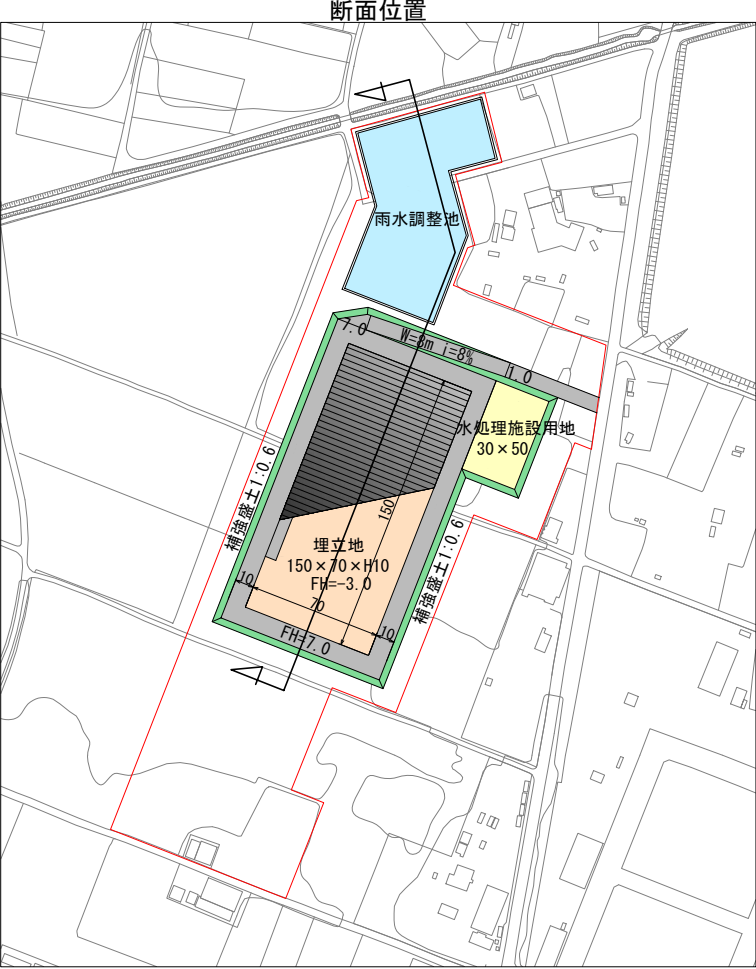 断面位置
雨水調整池
7.0
W=8m i=8%
1.0
水処理施設用地
30×50
補強盛土1:0.6
150
埋立地
150×70×H10
FH=-3.0
補強盛土1:0.6
10
70
10
FH=7.0